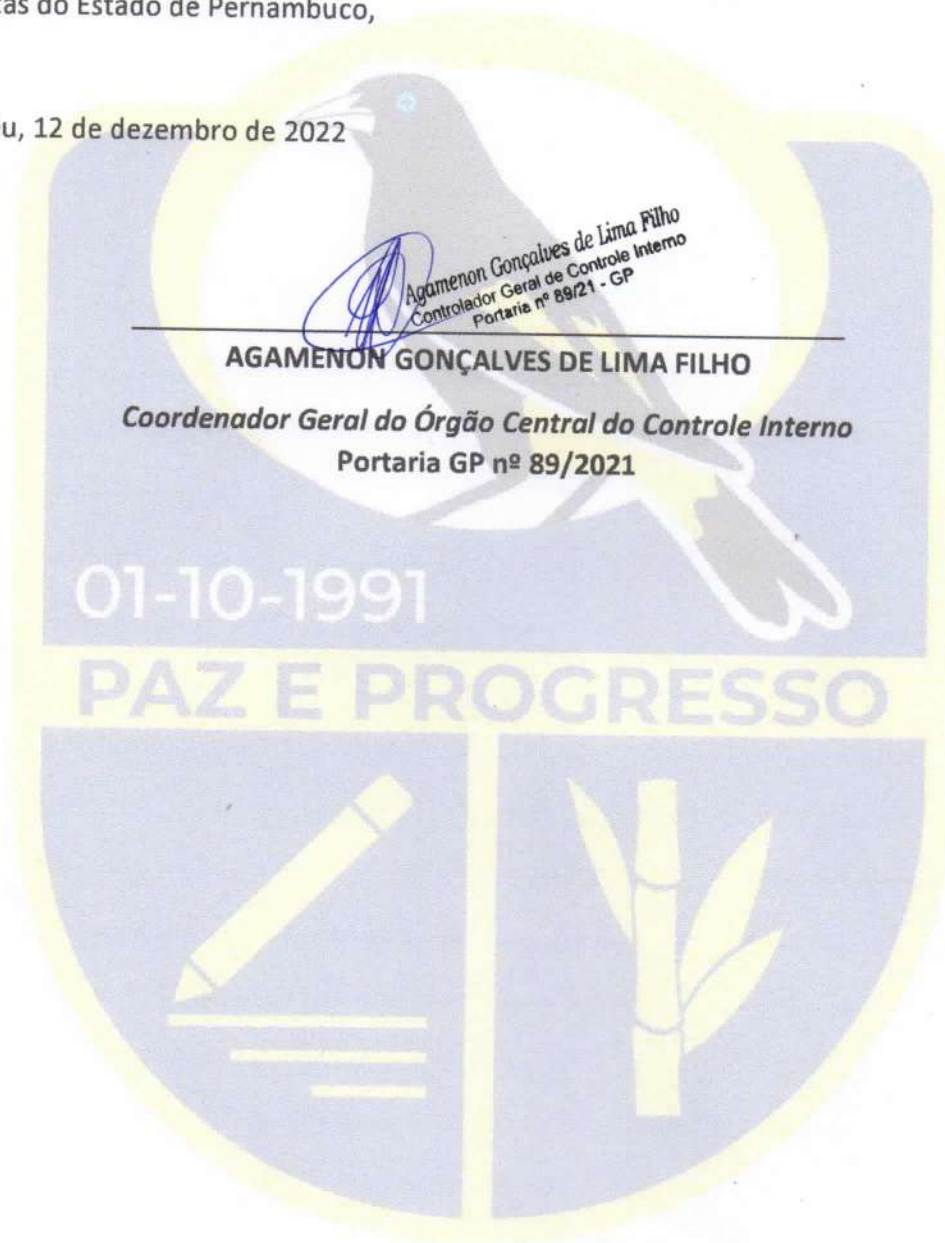 tas do Estado de Pernambuco,
u, 12 de dezembro de 2022
Agamenon Gonçalves de Lima Filho
Controlador Geral de Controle Interno
Portaria nº 89/21 - GP
AGAMENON GONÇALVES DE LIMA FILHO
Coordenador Geral do Órgão Central do Controle Interno
Portaria GP nº 89/2021
01-10-1991
PAZ E PROGRESSO